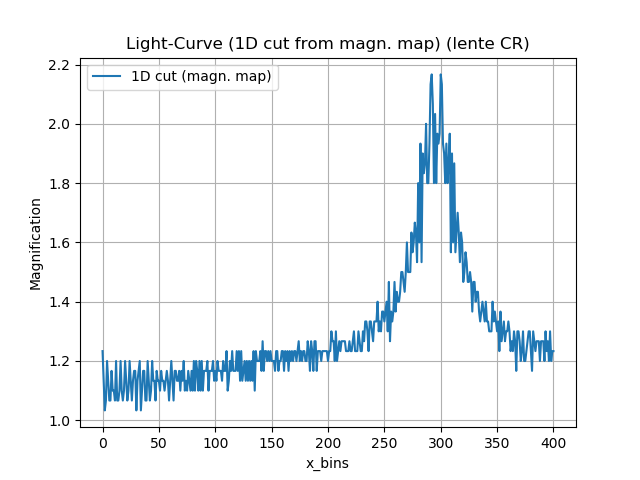 Light-Curve (1D cut from magn. map) (lente CR)
1D cut (magn. map)
2.2
2.0
1.8
1.6
1.4
1.2
1.0
Magnification
0 50 100 150 200 250 300 350 400
x_bins